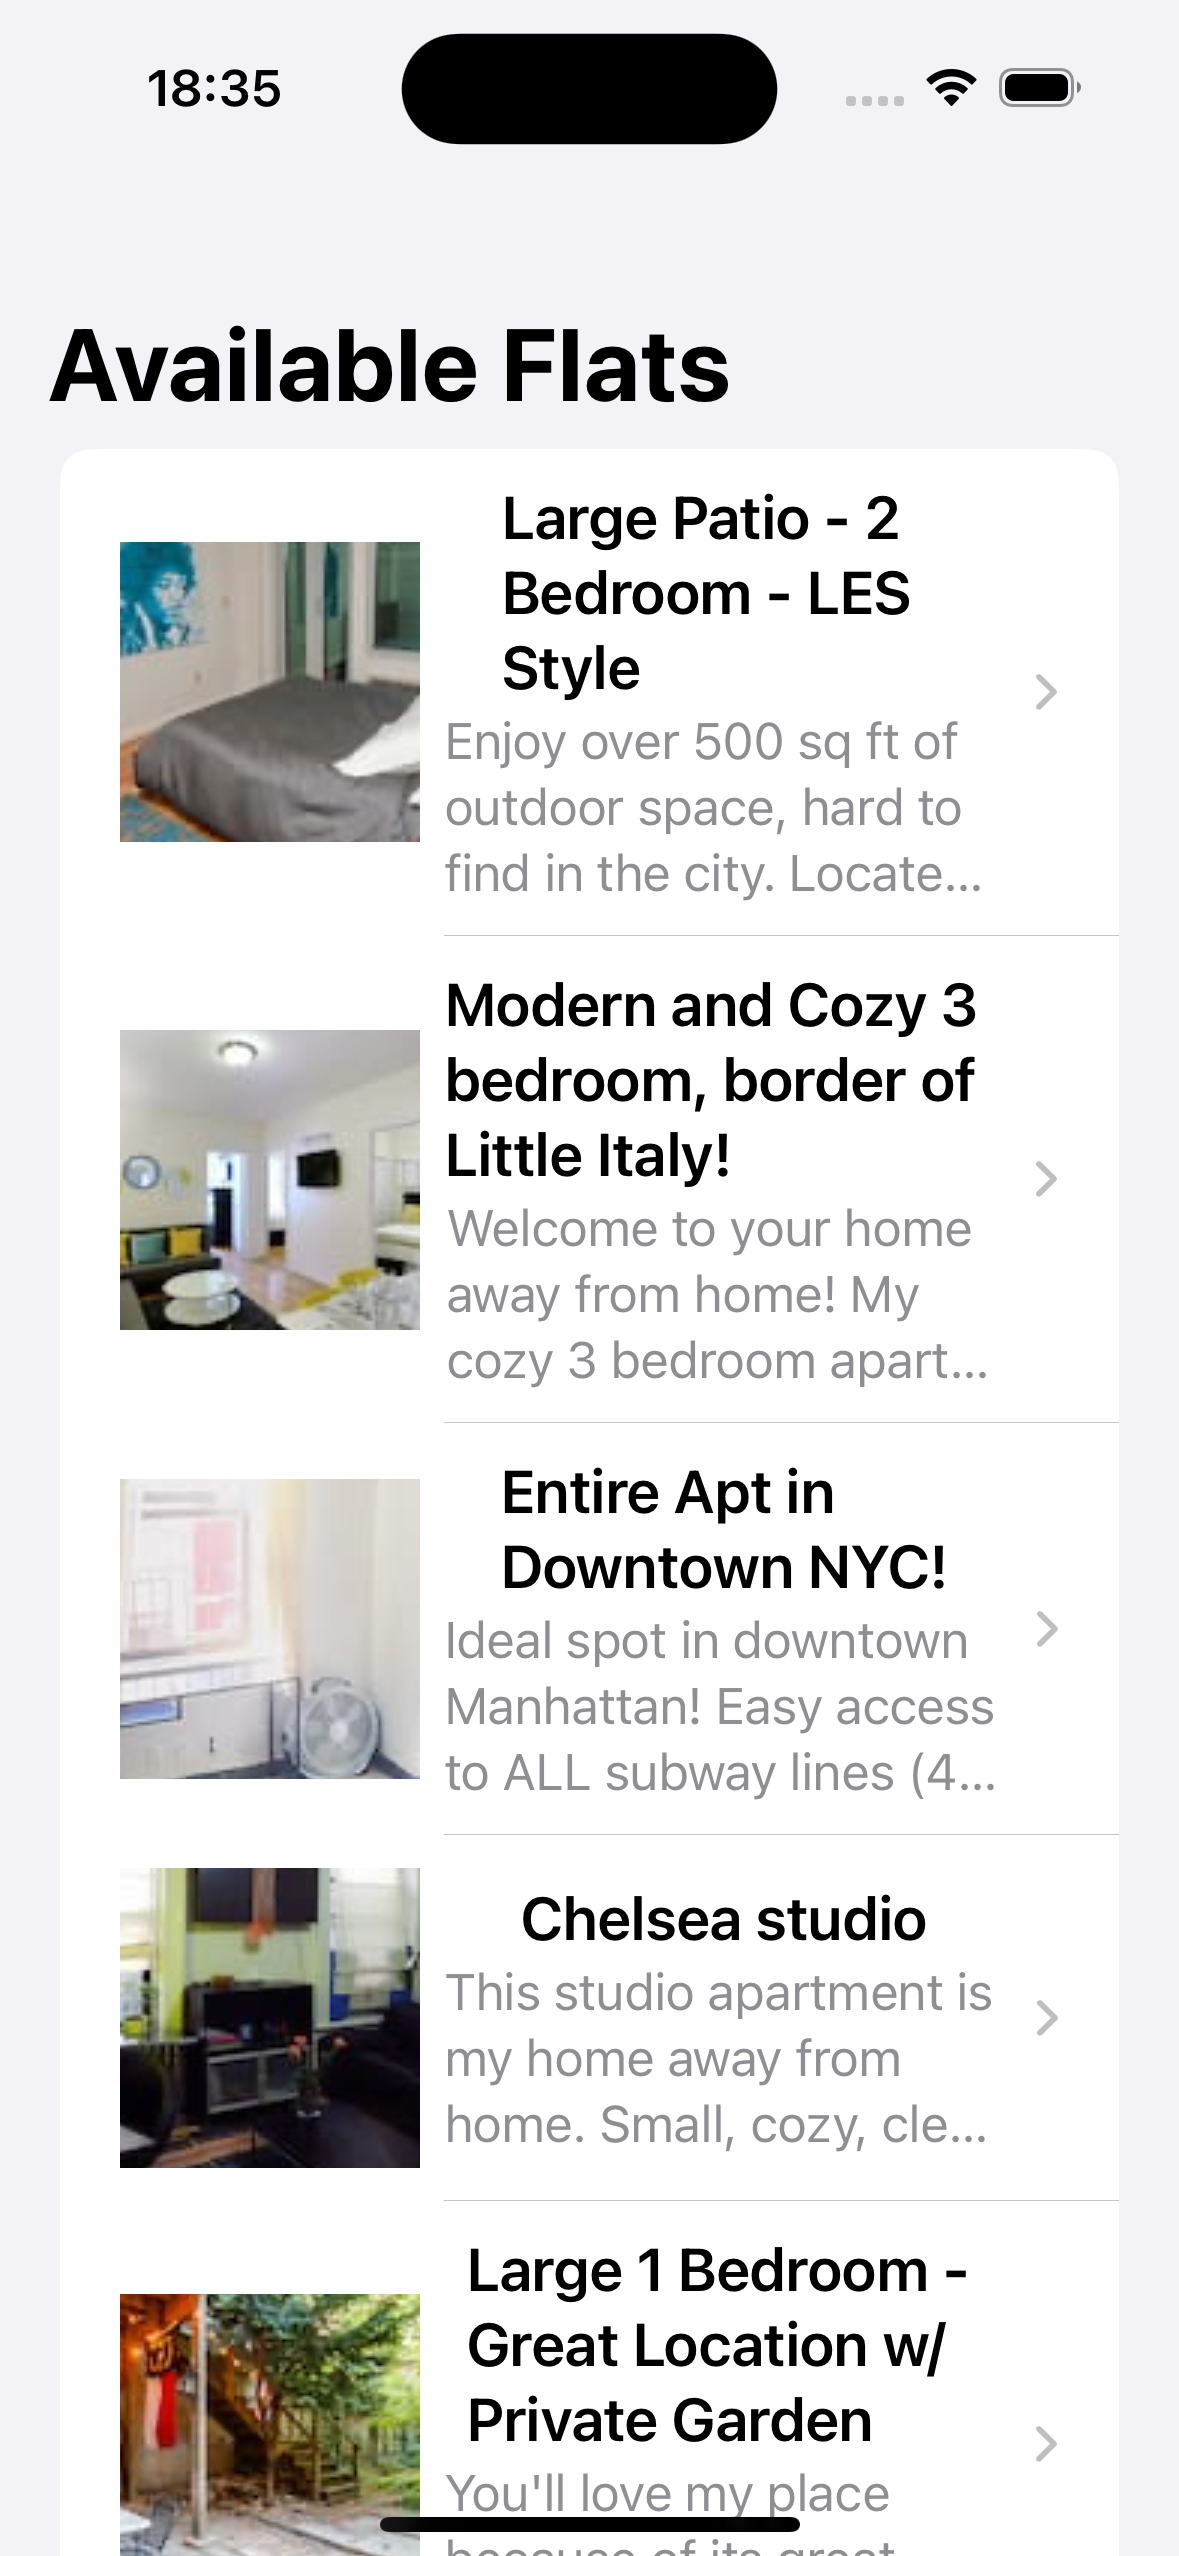 18:35
Available Flats
Large Patio - 2
Bedroom - LES
Style
Enjoy over 500 sq ft of
outdoor space, hard to
find in the city. Locate...
Modern and Cozy 3
bedroom, border of
Little Italy!
Welcome to your home
away from home! My
cozy 3 bedroom apart...
Entire Apt in
Downtown NYC!
Ideal spot in downtown
Manhattan! Easy access
to ALL subway lines (4...
Chelsea studio
This studio apartment is
my home away from
home. Small, cozy, cle...
Large 1 Bedroom -
Great Location w/
Private Garden
You'll love my place
because of its great